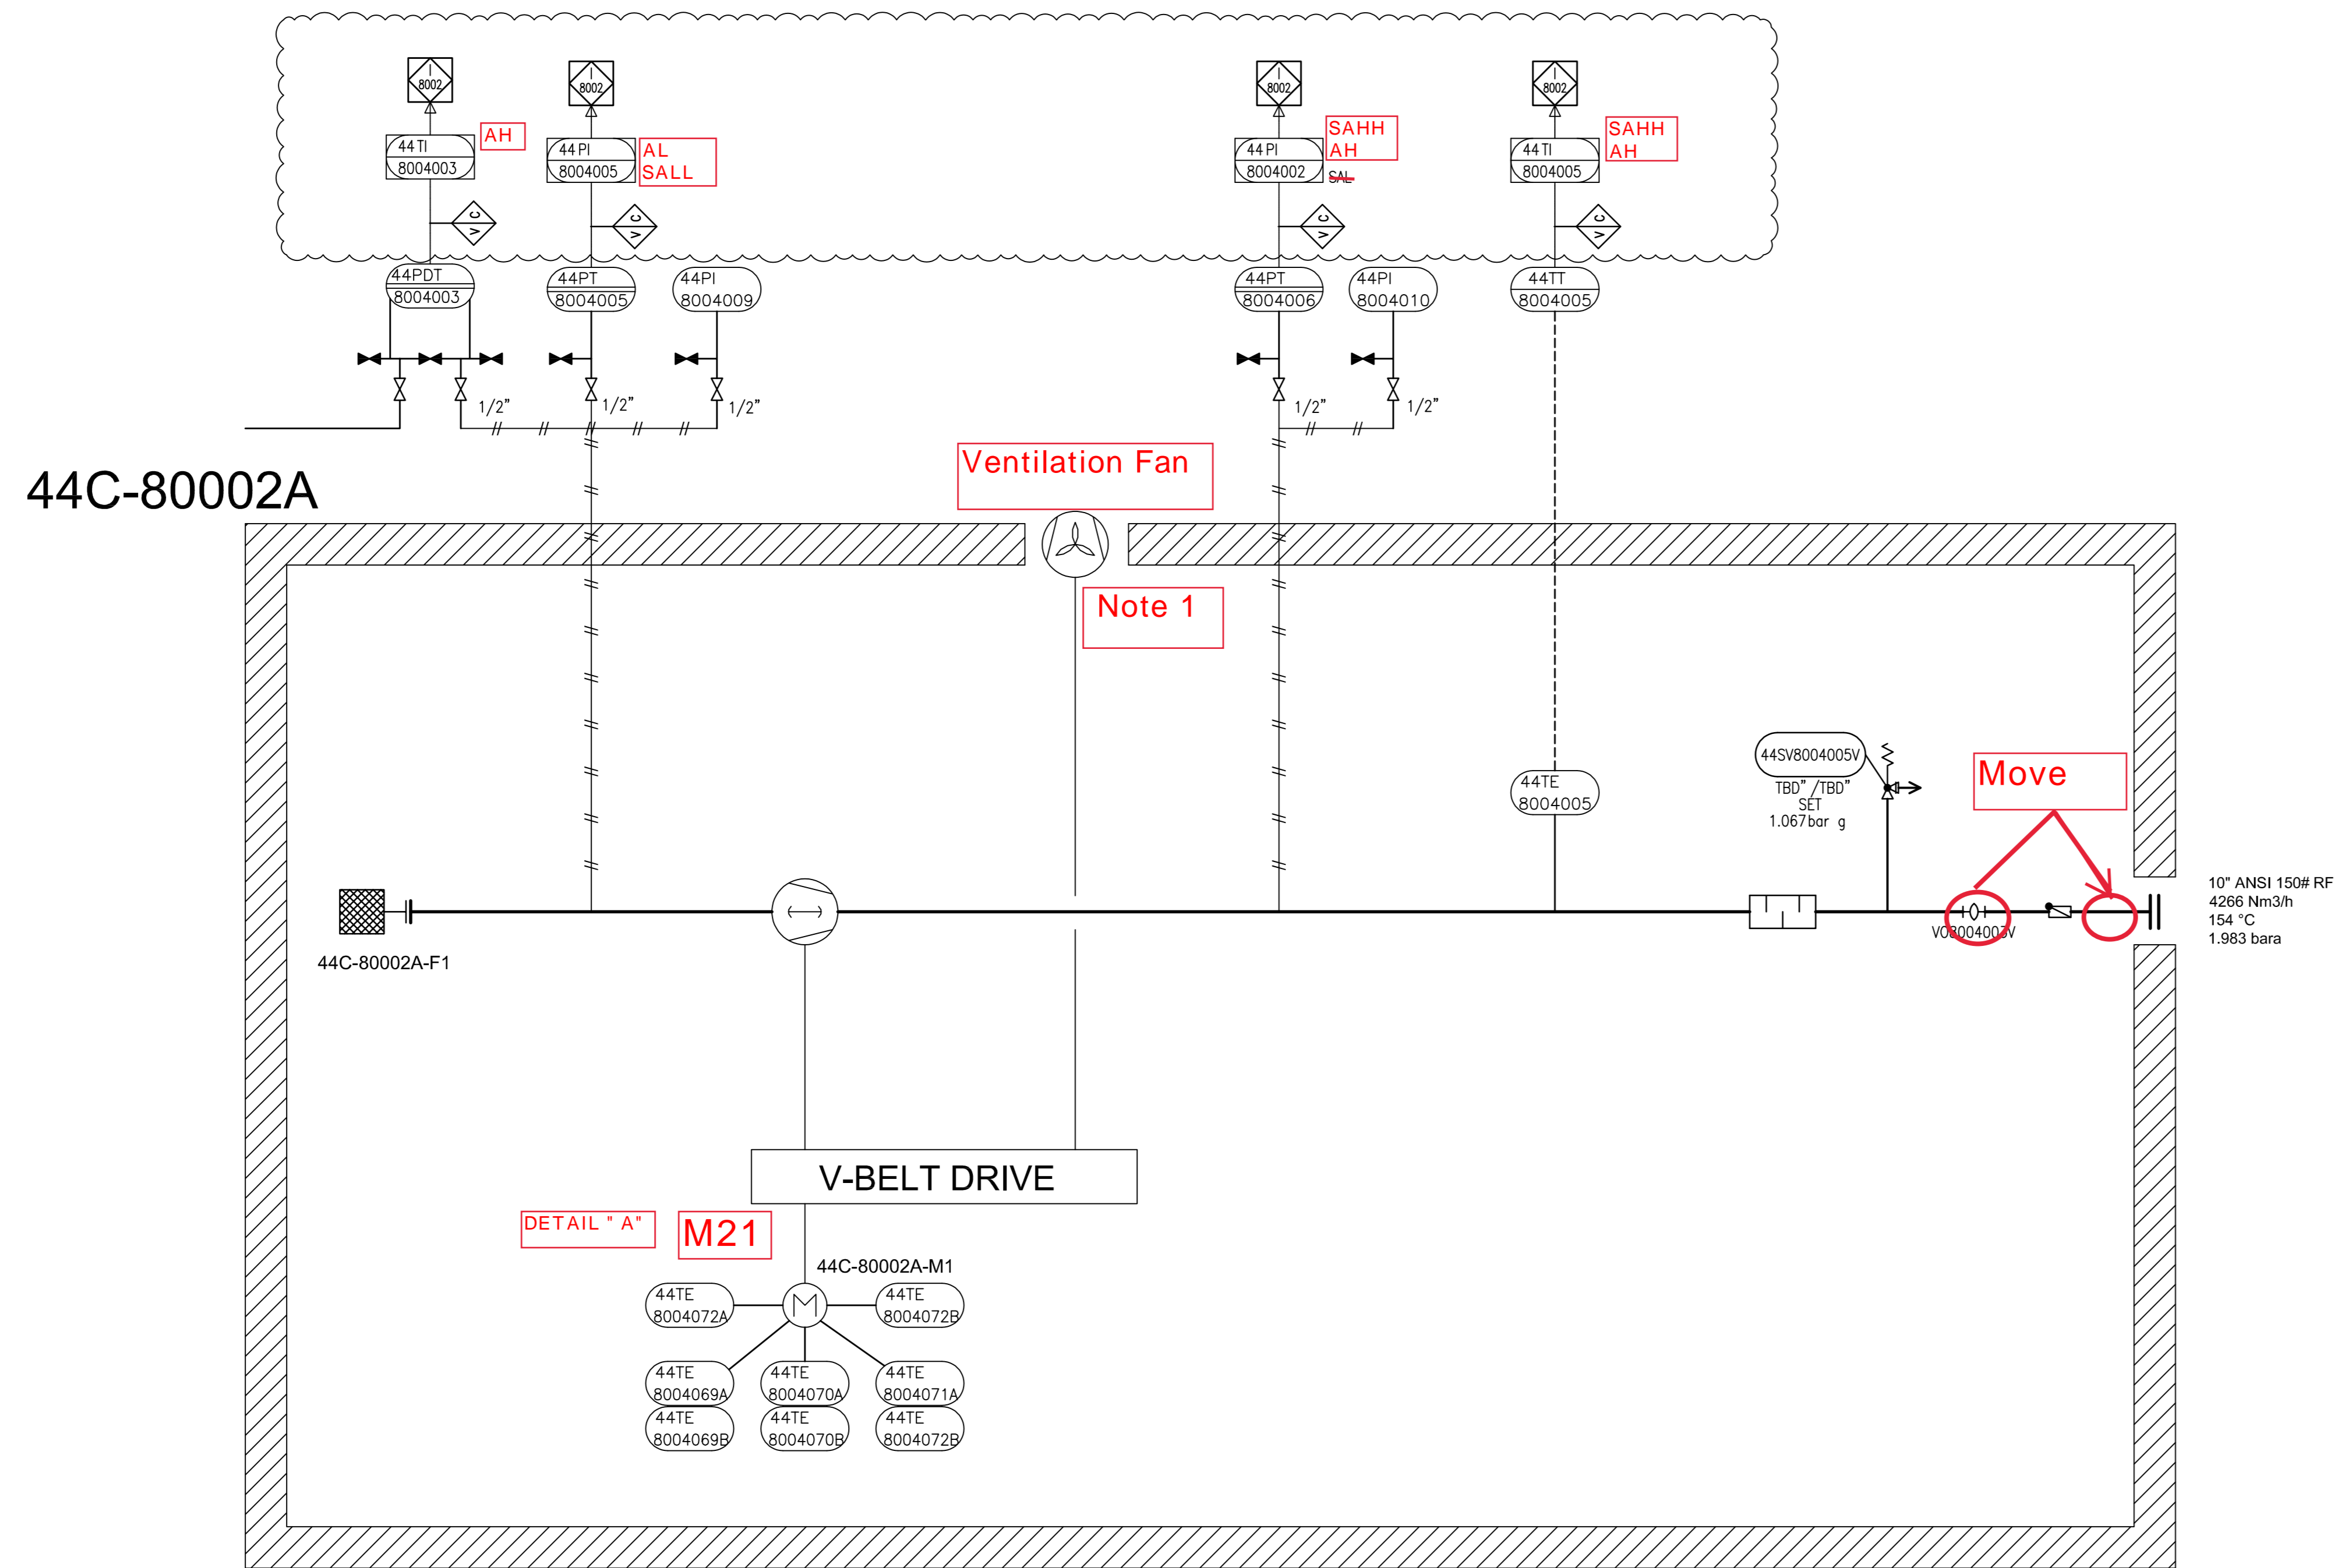 I
8002
I
8002
I
8002
I
8002
44 TI
8004003
AH
44 PI
8004005
AL
SALL
44 PI
8004002
SAHH
AH
SAL
44 TI
8004005
SAHH
AH
V C
V C
V C
V C
44PDT
8004003
44PT
8004005
44PI
8004009
44PT
8004006
44PI
8004010
44TT
8004005
1/2"
1/2"
1/2"
1/2"
1/2"
44C-80002A
Ventilation Fan
Note 1
44TE
8004005
44SV8004005V
TBD" /TBD"
SET
1.067bar g
Move
VO8004003V
10" ANSI 150# RF
4266 Nm3/h
154 °C
1.983 bara
44C-80002A-F1
V-BELT DRIVE
DETAIL " A"
M21
44C-80002A-M1
M
44TE
8004072A
44TE
8004072B
44TE
8004069A
44TE
8004070A
44TE
8004071A
44TE
8004069B
44TE
8004070B
44TE
8004072B